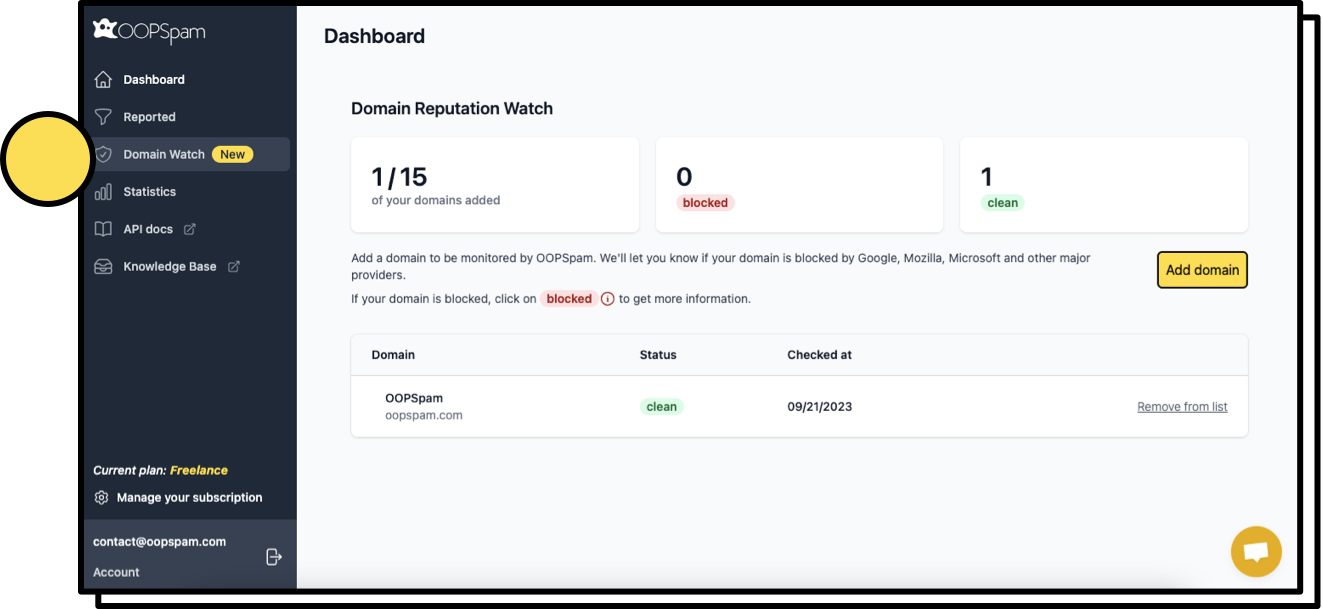 OOPSpam
Dashboard
Reported
Domain Watch New
Statistics
API docs
Knowledge Base
Current plan: Freelance
Manage your subscription
contact@oopspam.com
Account
Dashboard
Domain Reputation Watch
1/15
of your domains added
0
blocked
1
clean
Add a domain to be monitored by OOPSpam. We'll let you know if your domain is blocked by Google, Mozilla, Microsoft and other major
providers.
If your domain is blocked, click on blocked to get more information.
Add domain
Domain Status Checked at
OOPSpam
oopspam.com
clean
09/21/2023
Remove from list